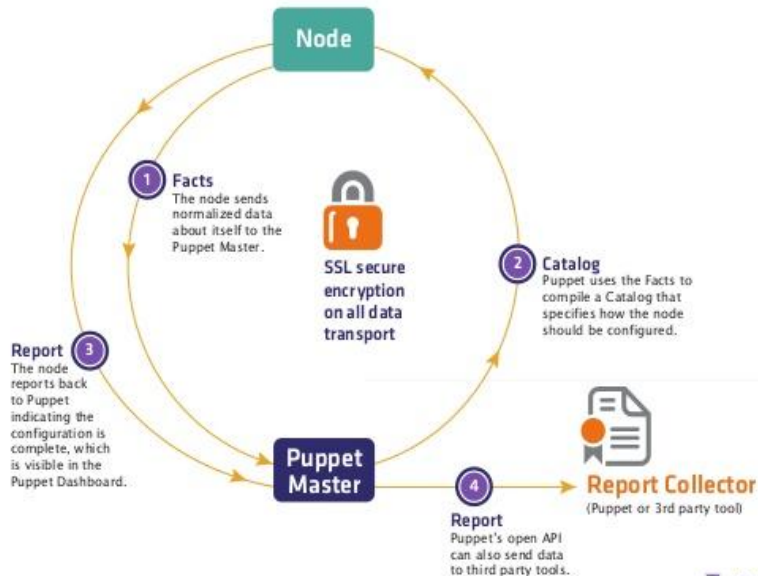 Node
1
Facts
The node sends
normalized data
about itself to the
Puppet Master.
SSL secure
encryption
on all data
transport
2
Catalog
Puppet uses the Facts to
compile a Catalog that
specifies how the node
should be configured.
Report
3
The node
reports back
to Puppet
indicating the
configuration is
complete, which
is visible in the
Puppet Dashboard.
Puppet
Master
4
Report
Puppet's open API
can also send data
to third party tools.
Report Collector
(Puppet or 3rd party tool)